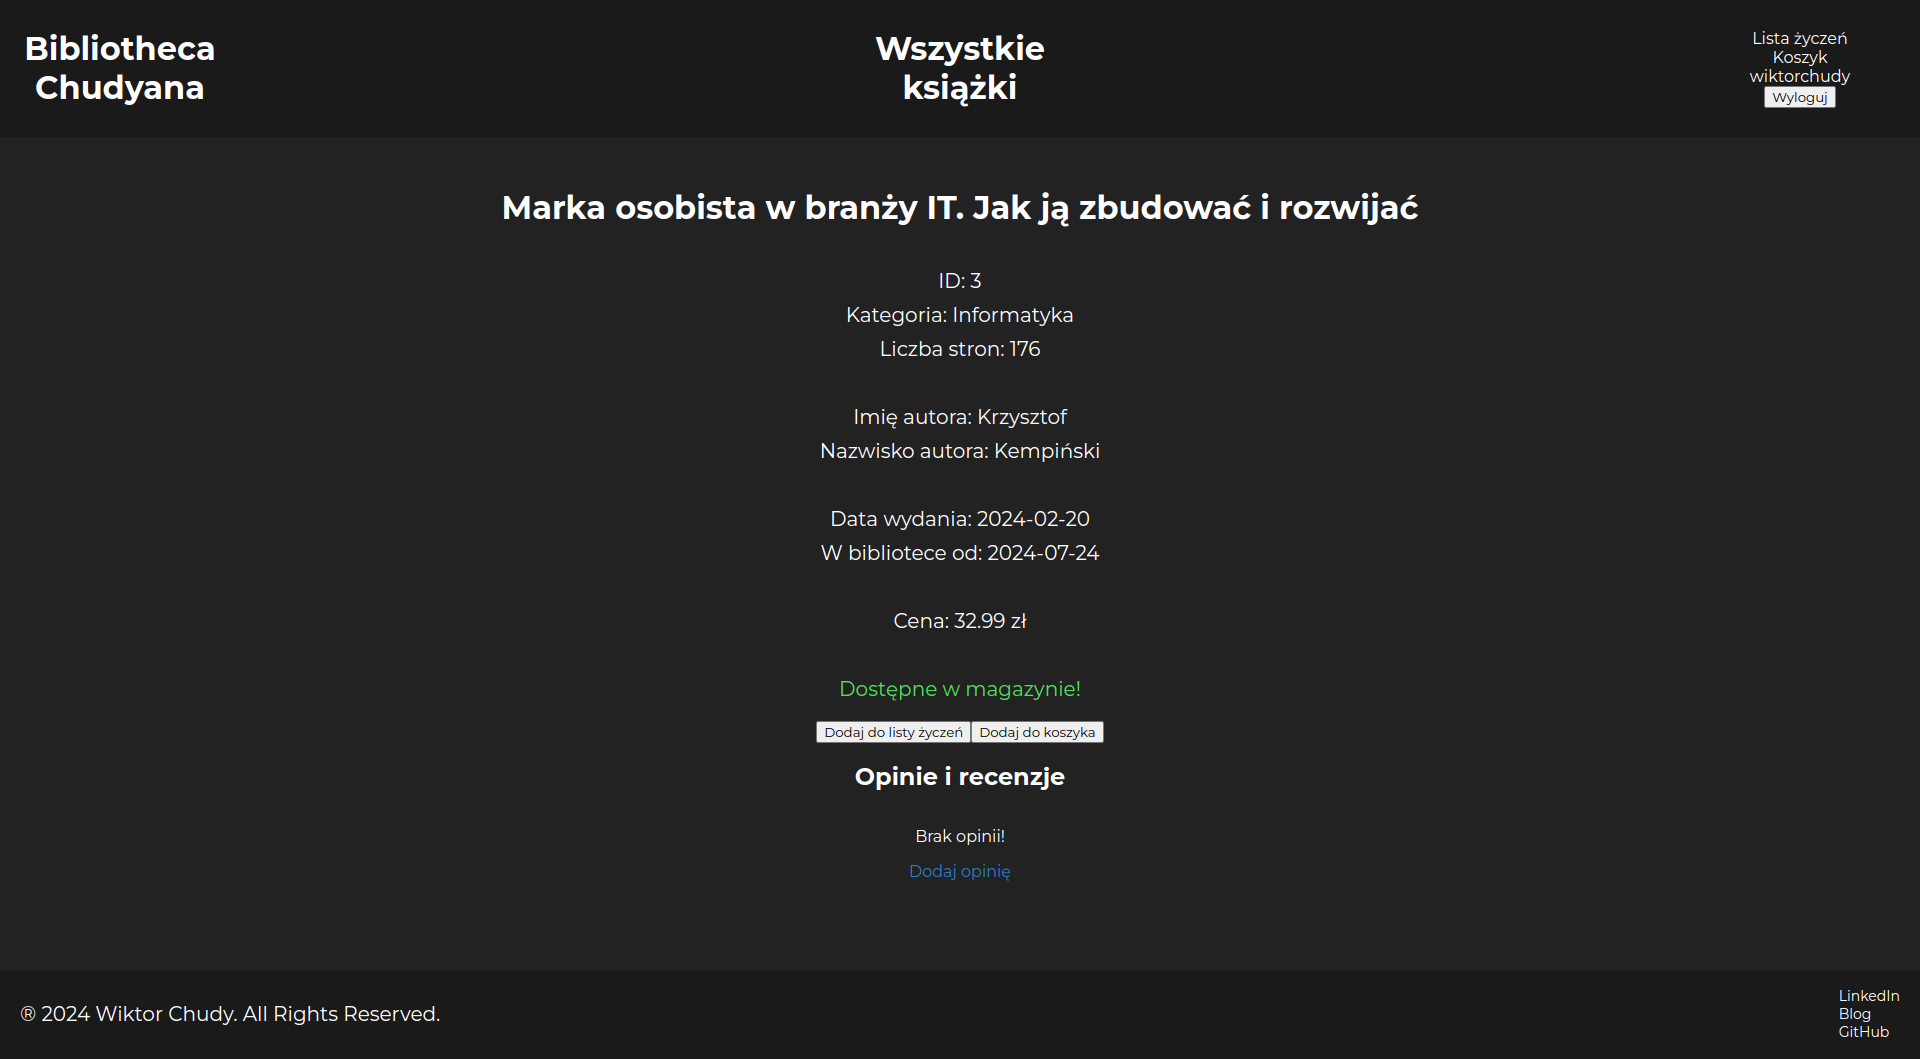 Bibliotheca
Chudyana
Wszystkie
książki
Lista życzeń
Koszyk
wiktorchudy
Wyloguj
Marka osobista w branży IT. Jak ją zbudować i rozwijać
ID: 3
Kategoria: Informatyka
Liczba stron: 176
Imię autora: Krzysztof
Nazwisko autora: Kempiński
Data wydania: 2024-02-20
W bibliotece od: 2024-07-24
Cena: 32.99 zł
Dostępne w magazynie!
Dodaj do listy życzeń Dodaj do koszyka
Opinie i recenzje
Brak opinii!
Dodaj opinię
® 2024 Wiktor Chudy. All Rights Reserved.
LinkedIn
Blog
GitHub